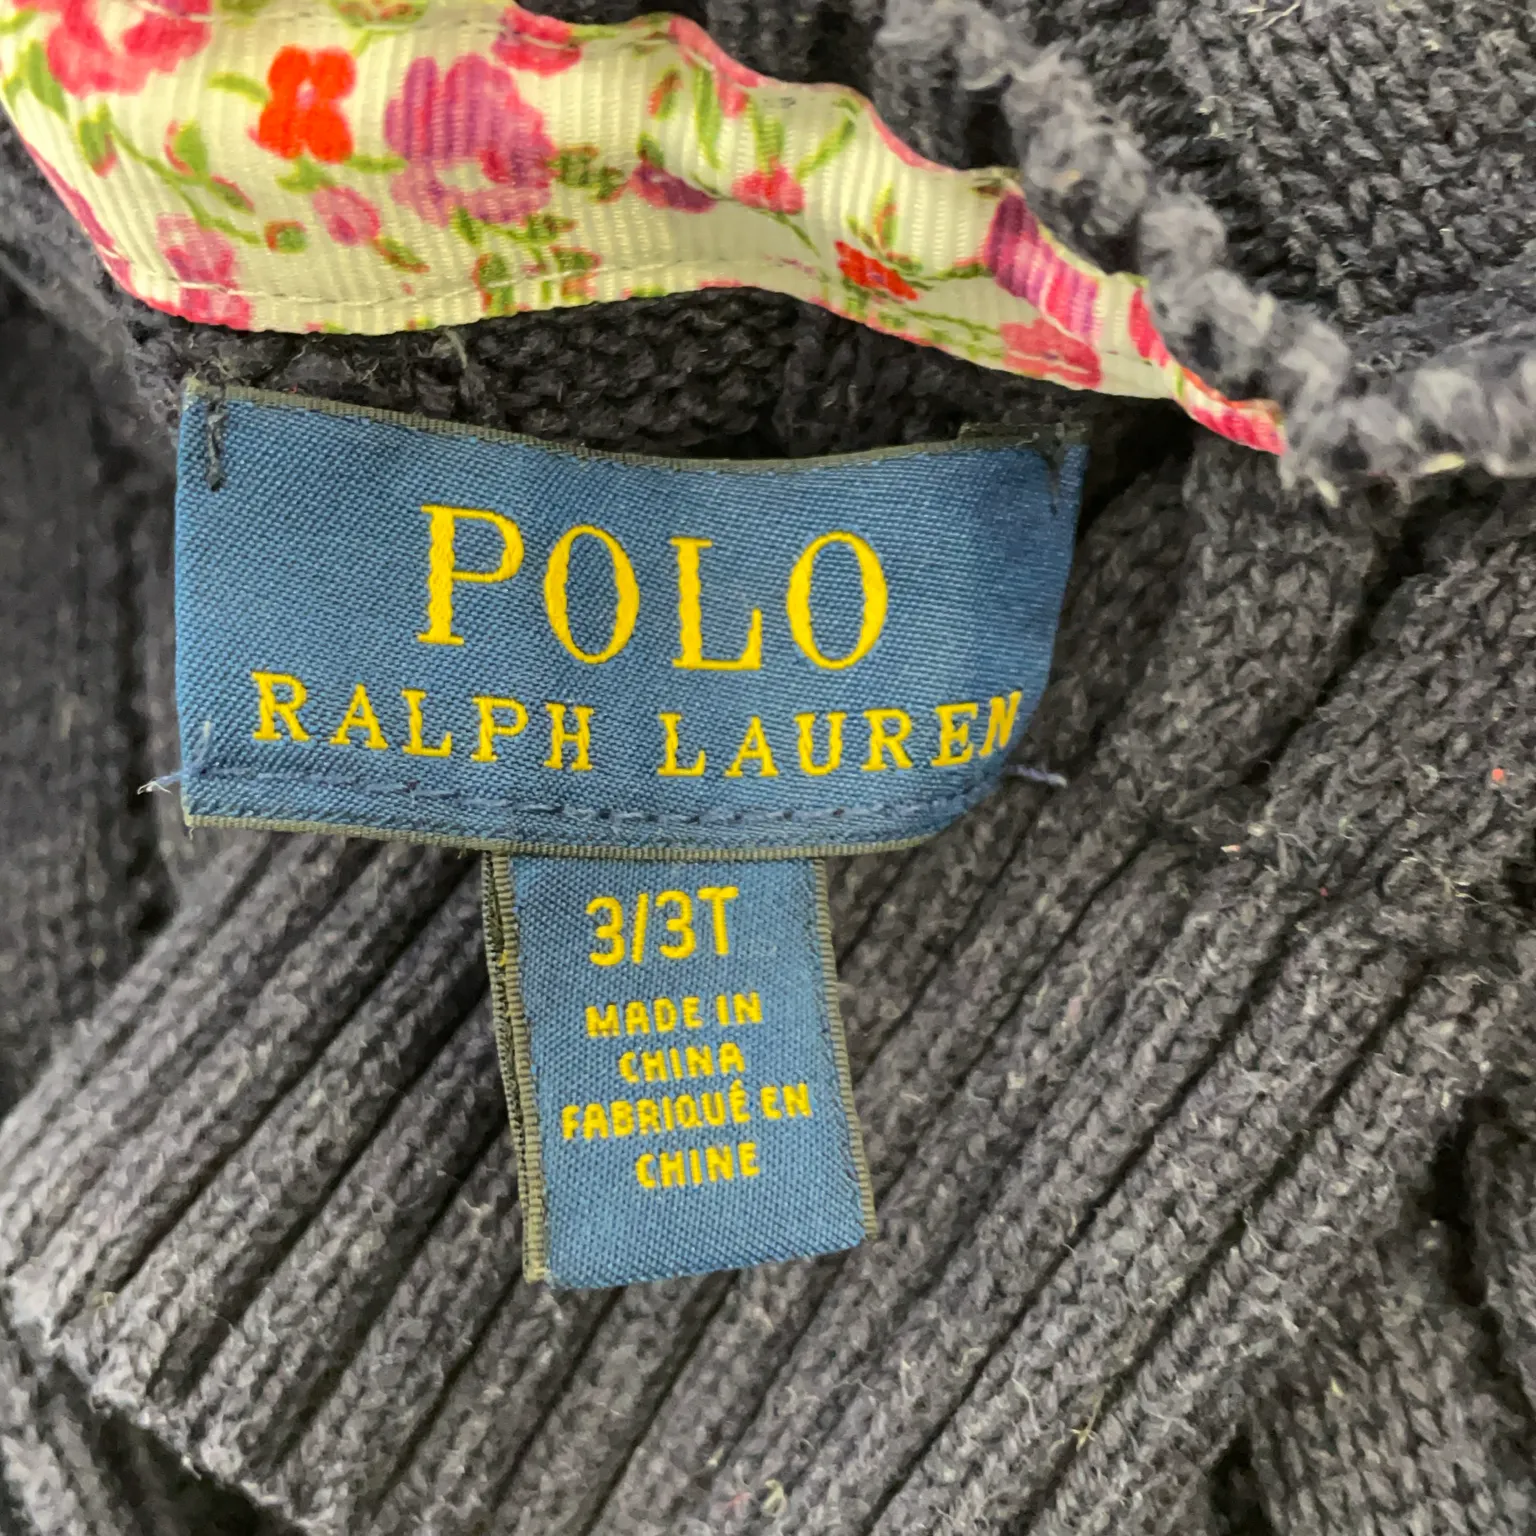 POLO
RALPH LAUREN
3/3T
MADE IN
CHINA
FABRIQUÉ EN
CHINE